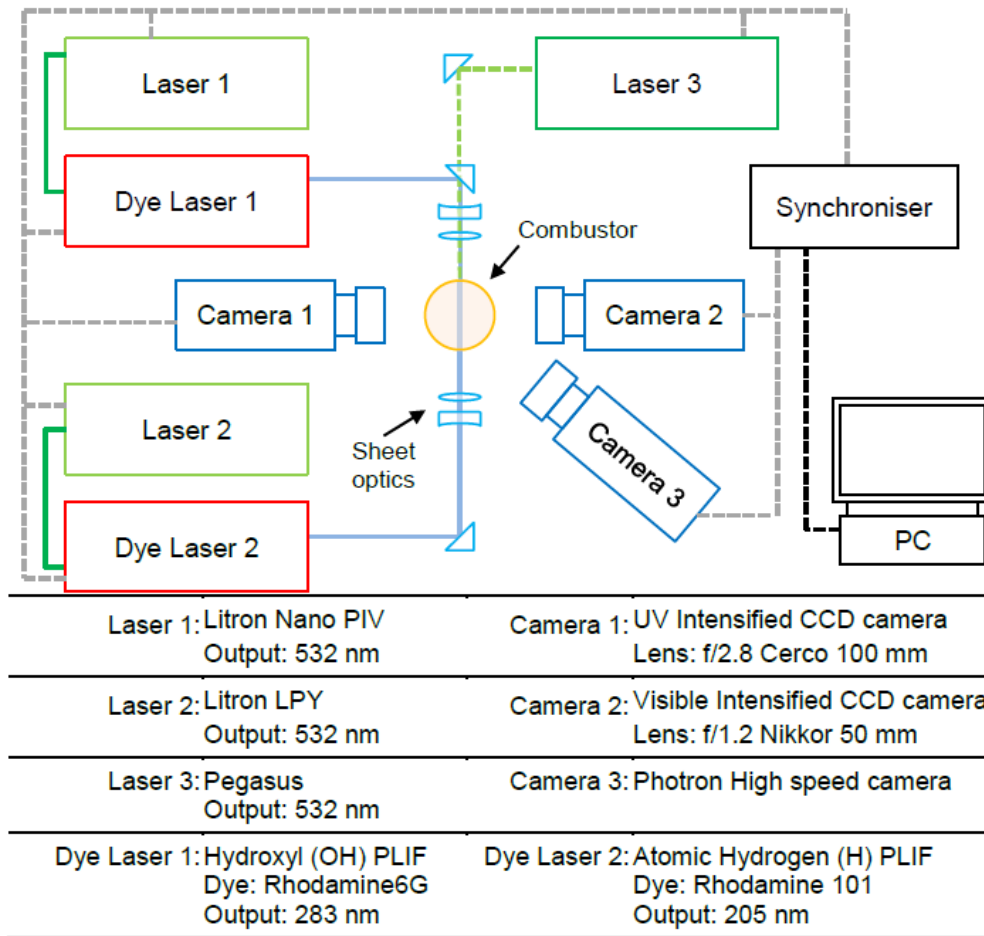 Laser 1
Laser 3
Dye Laser 1
Synchroniser
Combustor
Camera 1
Camera 2
Laser 2
Sheet
optics
Camera 3
Dye Laser 2
PC
Laser 1: Litron Nano PIV
Output: 532 nm
Camera 1: UV Intensified CCD camera
Lens: f/2.8 Cerco 100 mm
Laser 2: Litron LPY
Output: 532 nm
Camera 2: Visible Intensified CCD camera
Lens: f/1.2 Nikkor 50 mm
Laser 3: Pegasus
Output: 532 nm
Camera 3: Photron High speed camera
Dye Laser 1: Hydroxyl (OH) PLIF
Dye: Rhodamine6G
Output: 283 nm
Dye Laser 2: Atomic Hydrogen (H) PLIF
Dye: Rhodamine 101
Output: 205 nm